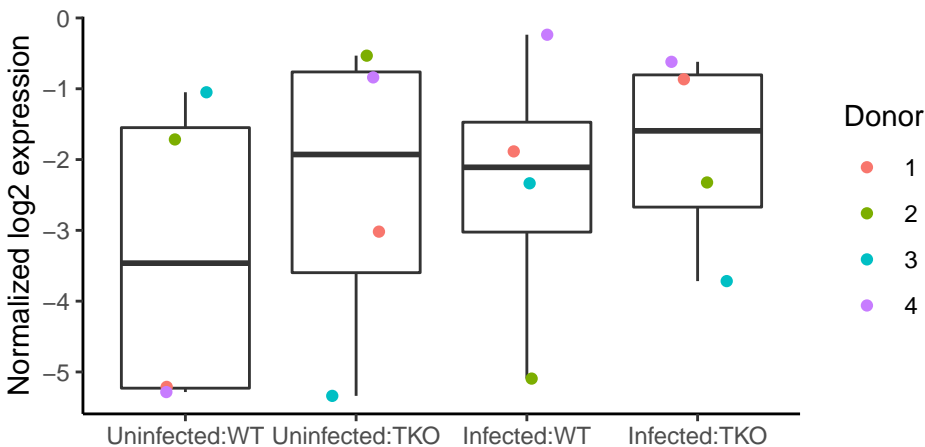 Normalized log2 expression
0
−1
−2
−3
−4
−5
Uninfected:WT
Uninfected:TKO
Infected:WT
Infected:TKO
Donor
1
2
3
4